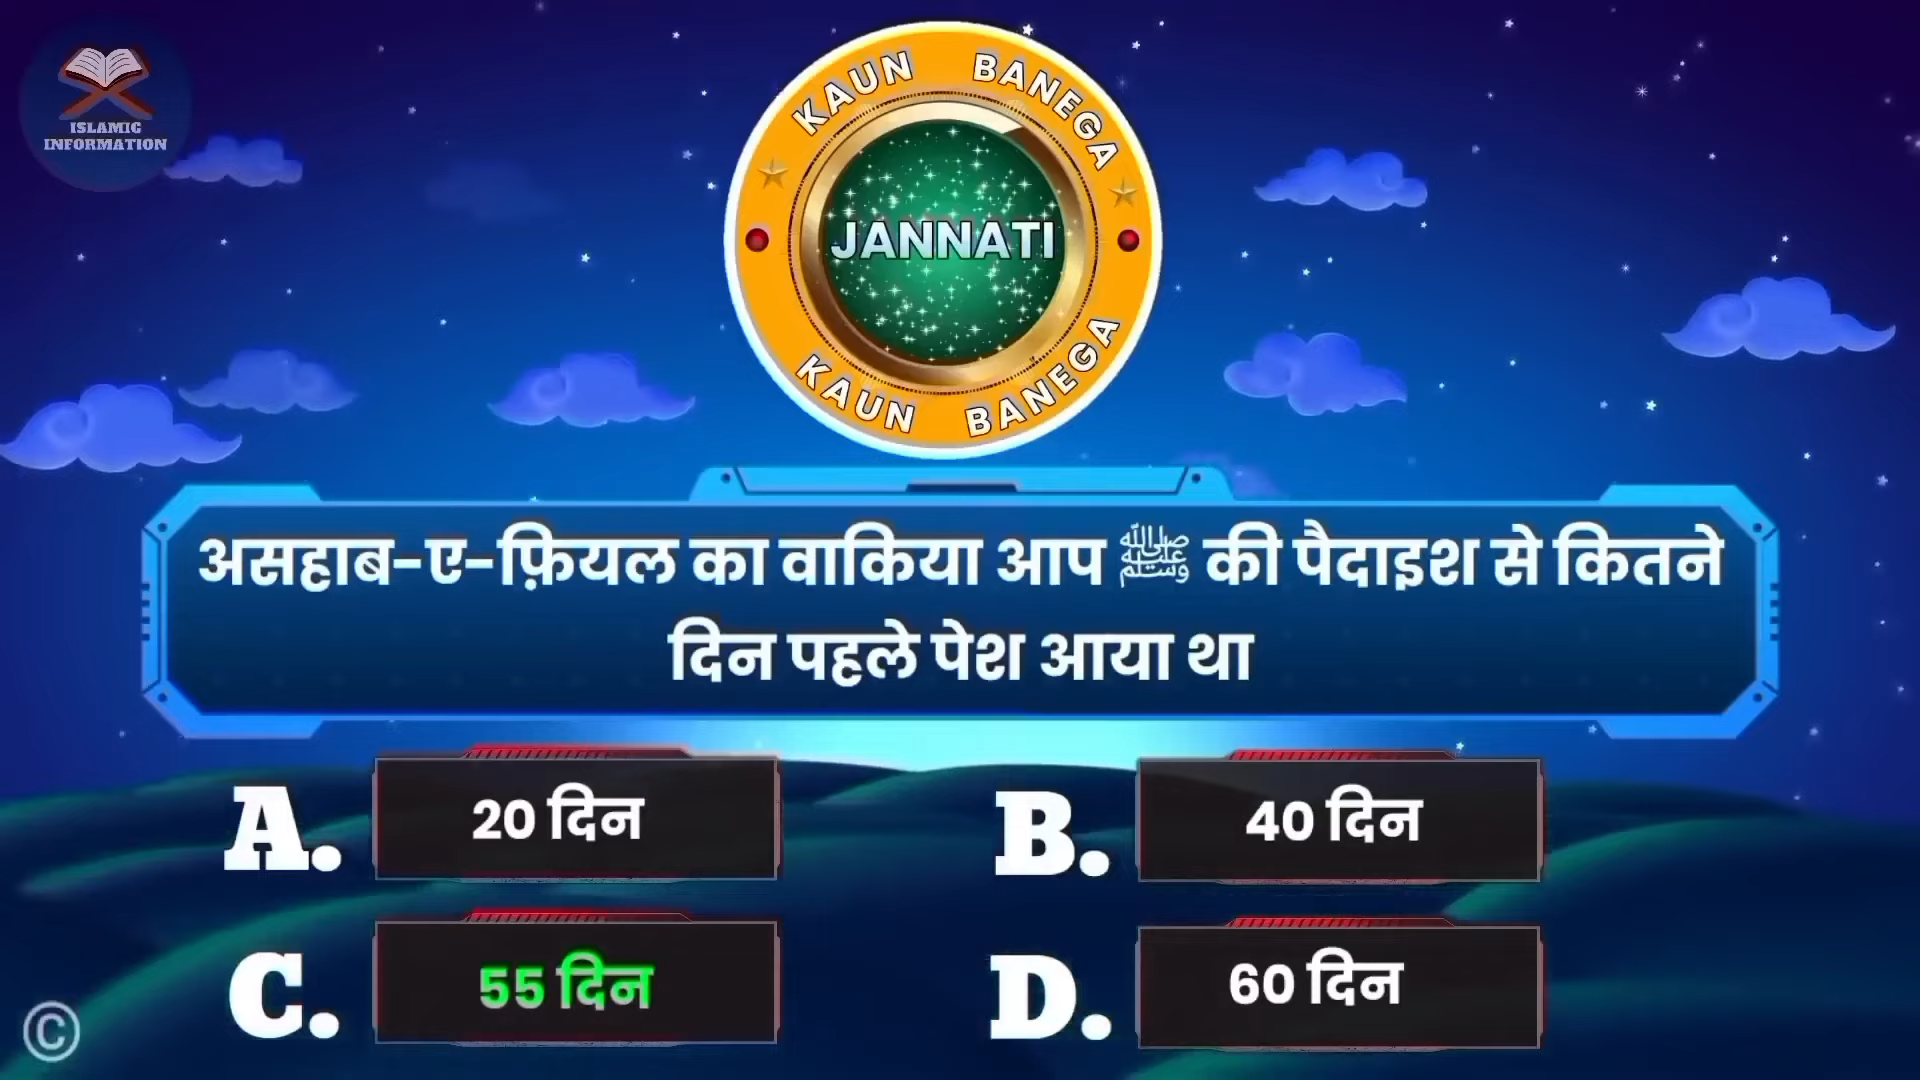 ISLAMIC
INFORMATION
KAUN BANEGA
JANNATI
KAUN BANEGA
असहाब-ए-फ़ियल का वाकिया आप ﷺ की पैदाइश से कितने
दिन पहले पेश आया था
A. 20 दिन
B. 40 दिन
C. 55 दिन
D. 60 दिन
©